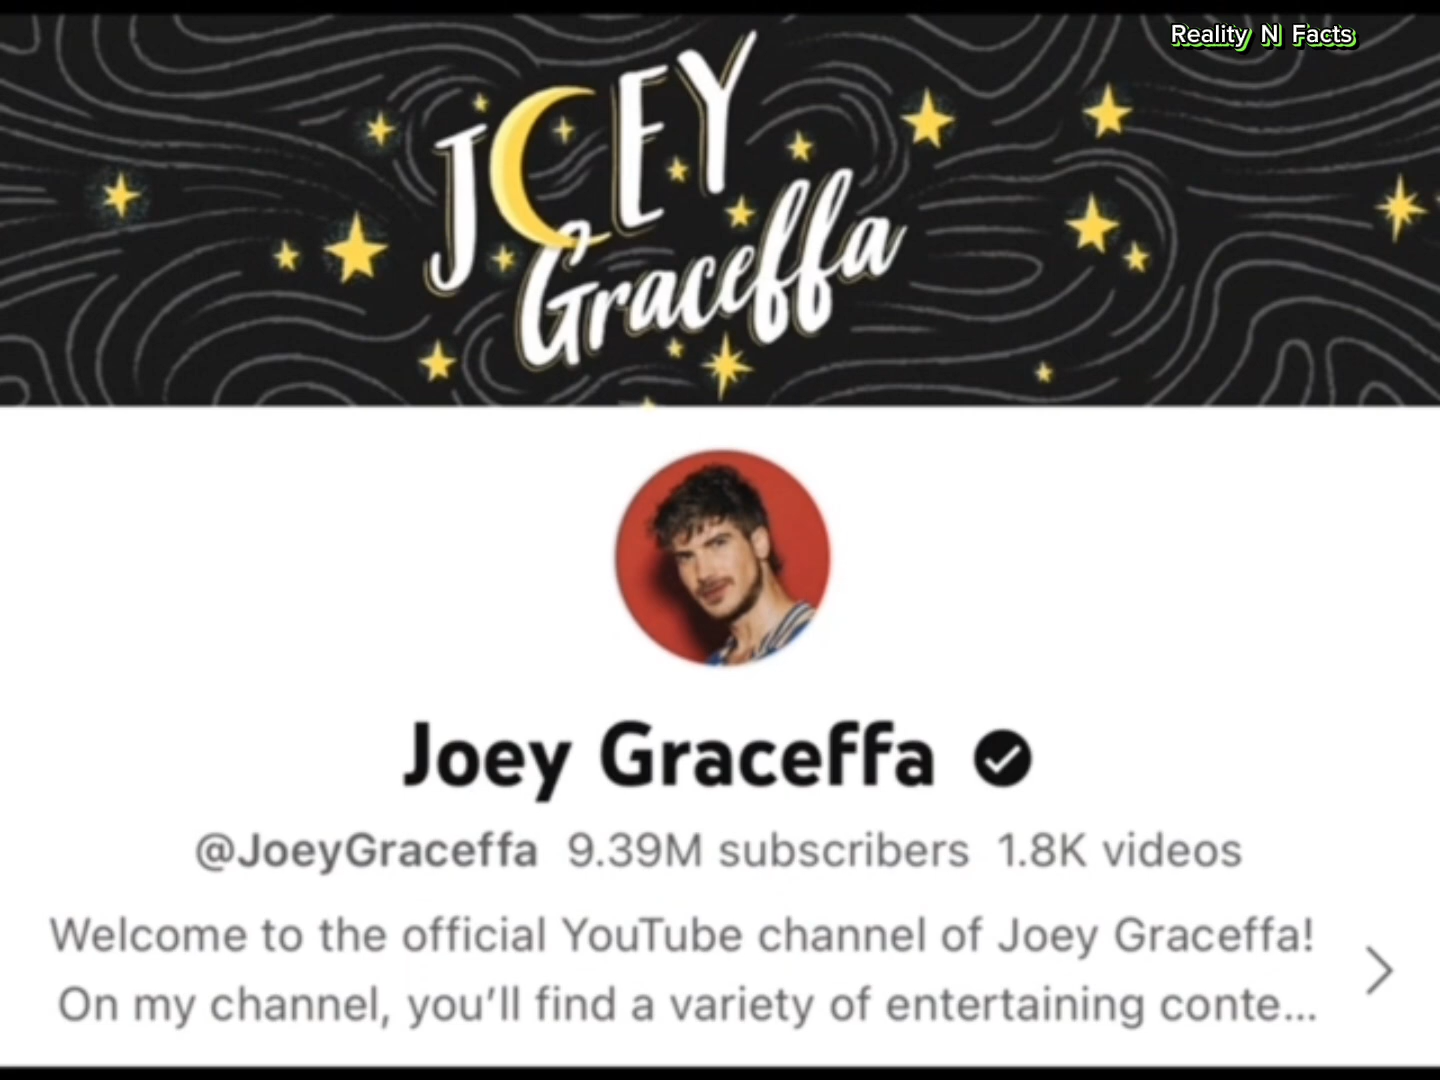 Reality N Facts
JOEY
Graceffa
Joey Graceffa
@JoeyGraceffa 9.39M subscribers 1.8K videos
Welcome to the official YouTube channel of Joey Graceffa!
On my channel, you’ll find a variety of entertaining conte...